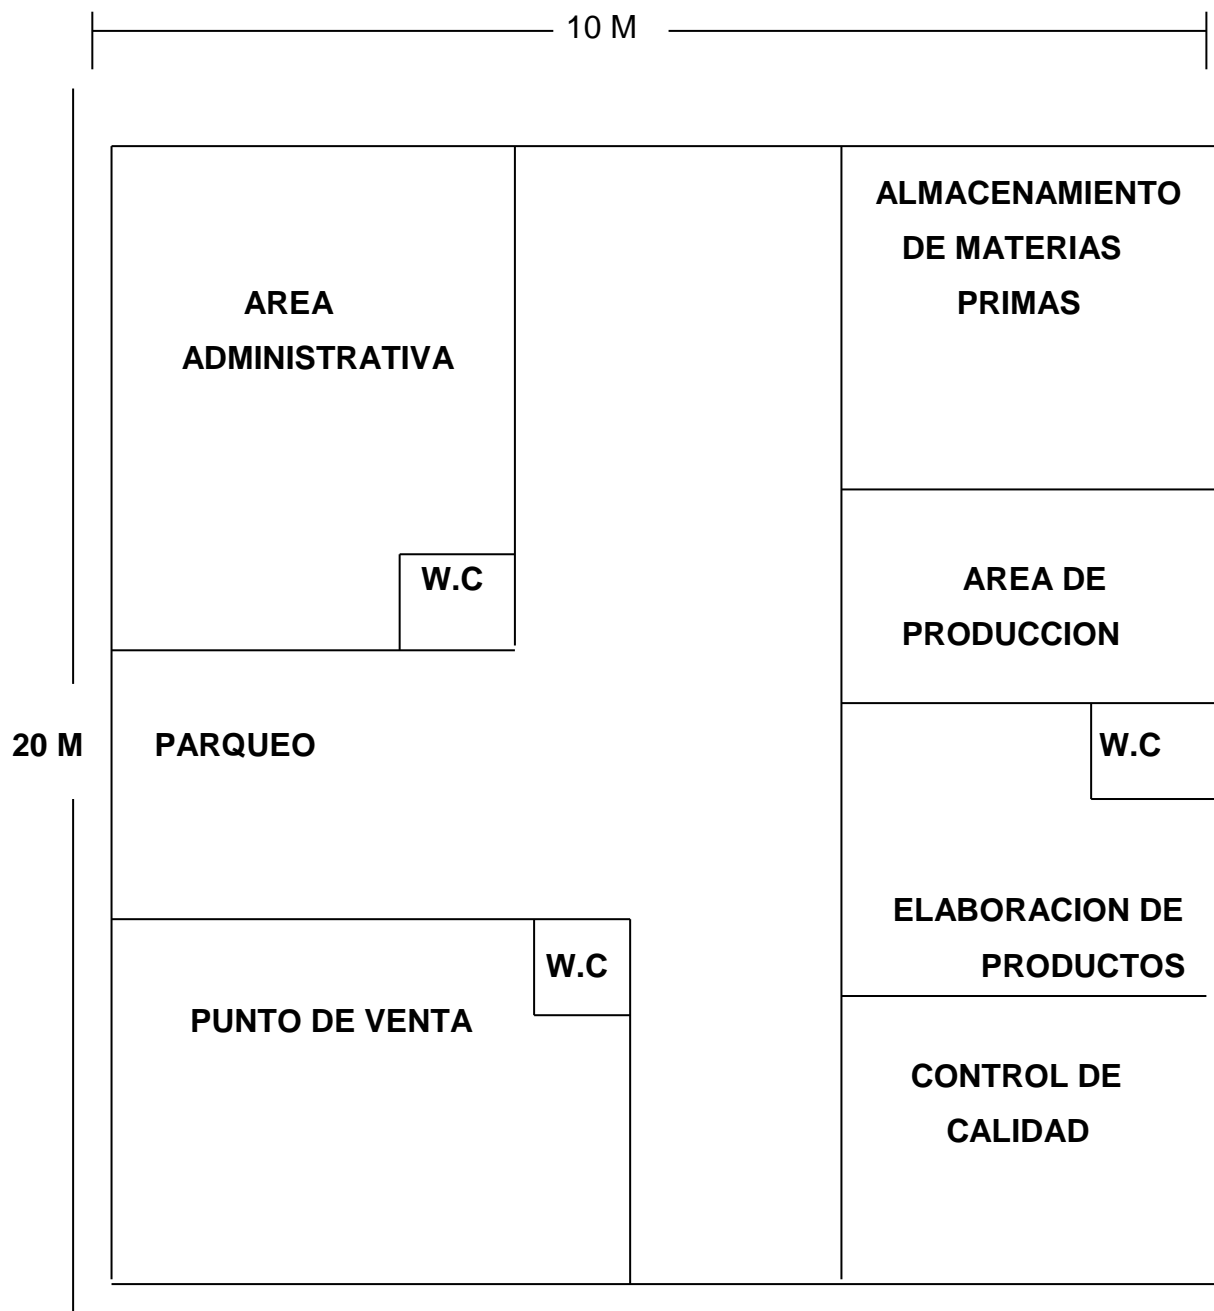 10 M
ALMACENAMIENTO
DE MATERIAS
PRIMAS
AREA
ADMINISTRATIVA
W.C
AREA DE
PRODUCCION
20 M
PARQUEO
W.C
ELABORACION DE
PRODUCTOS
W.C
PUNTO DE VENTA
CONTROL DE
CALIDAD